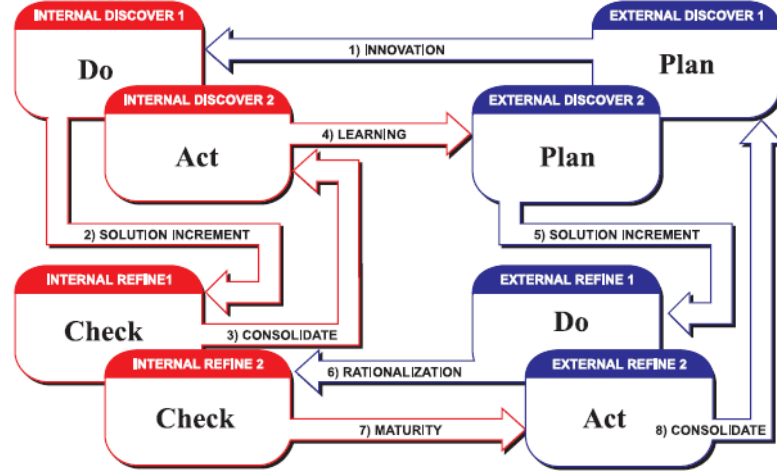 INTERNAL DISCOVER 1
EXTERNAL DISCOVER 1
1) INNOVATION
Do
Plan
INTERNAL DISCOVER 2
EXTERNAL DISCOVER 2
4) LEARNING
Act
Plan
2) SOLUTION INCREMENT
5) SOLUTION INCREMENT
INTERNAL REFINE1
EXTERNAL REFINE 1
Check
Do
3) CONSOLIDATE
INTERNAL REFINE 2
EXTERNAL REFINE 2
6) RATIONALIZATION
Check
Act
7) MATURITY
8) CONSOLIDATE